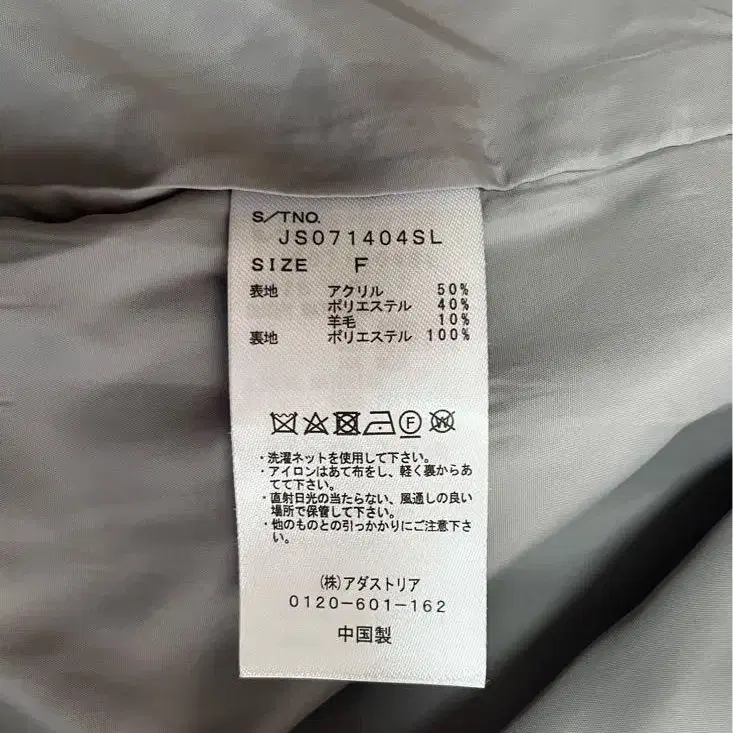 S/TNO.
JS071404SL
SIZE F
表地 アクリル 50%
ポリエステル 40%
羊毛 10%
裏地 ポリエステル 100%
F W
・洗濯ネットを使用して下さい。
・アイロンはあて布をし、軽く裏からあ
てて下さい。
・直射日光の当たらない、風通しの良い
場所で保管して下さい。
・他のものとの引っかかりにご注意下さ
い。
(株)アダストリア
0120-601-162
中国製